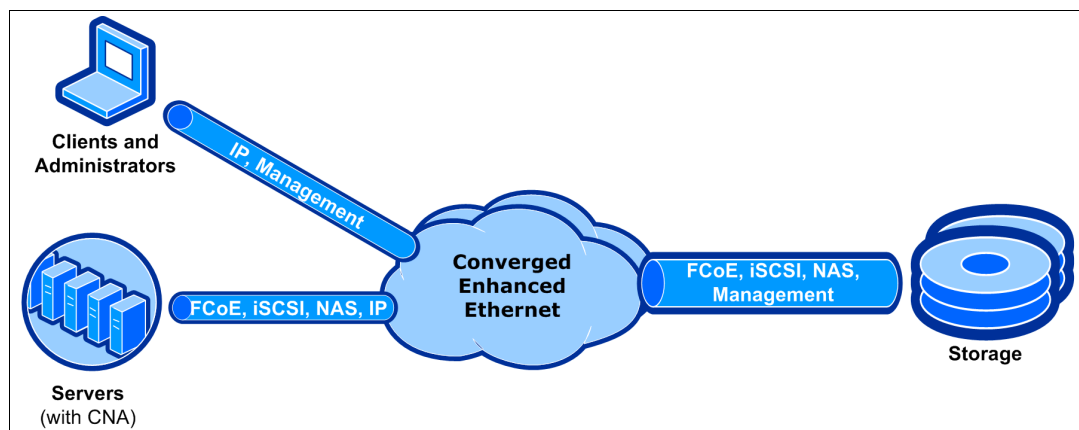 Clients and
Administrators
IP, Management
Servers
(with CNA)
FCoE, iSCSI, NAS, IP
Converged
Enhanced
Ethernet
FCoE, iSCSI, NAS,
Management
Storage